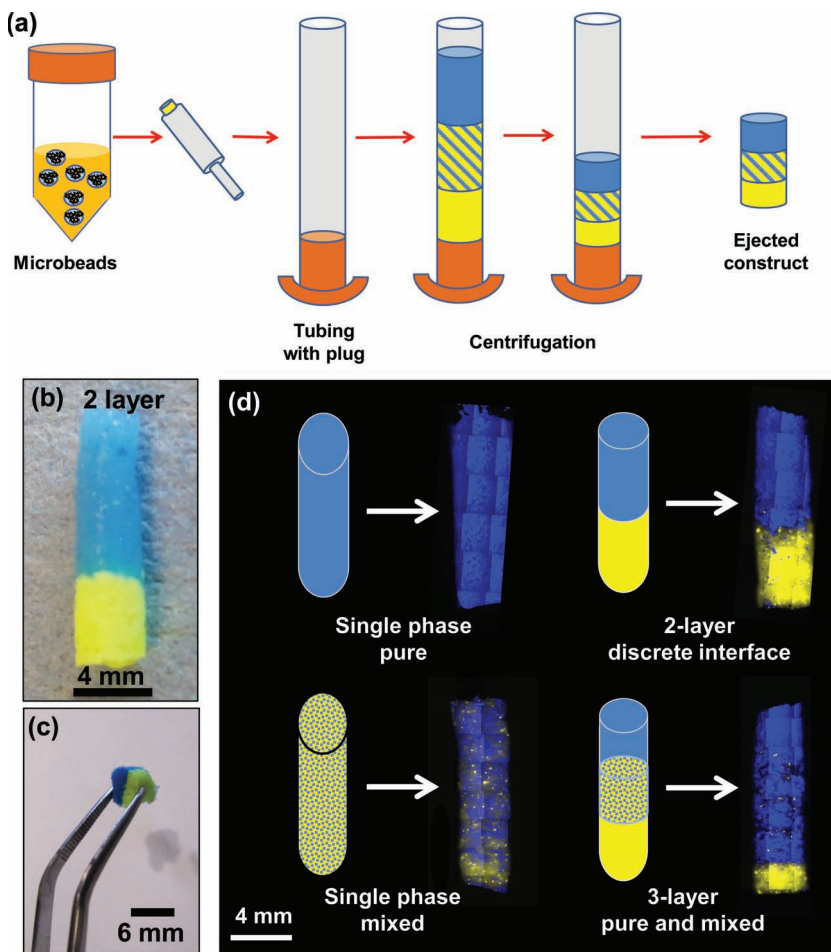 (a)
Microbeads
Tubing
with plug
Centrifugation
Ejected
construct
(b)
2 layer
4 mm
(c)
6 mm
(d)
Single phase
pure
2-layer
discrete interface
Single phase
mixed
3-layer
pure and mixed
4 mm